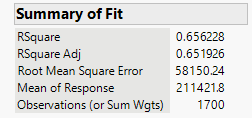 Summary of Fit
RSquare 0.656228
RSquare Adj 0.651926
Root Mean Square Error 58150.24
Mean of Response 211421.8
Observations (or Sum Wgts) 1700